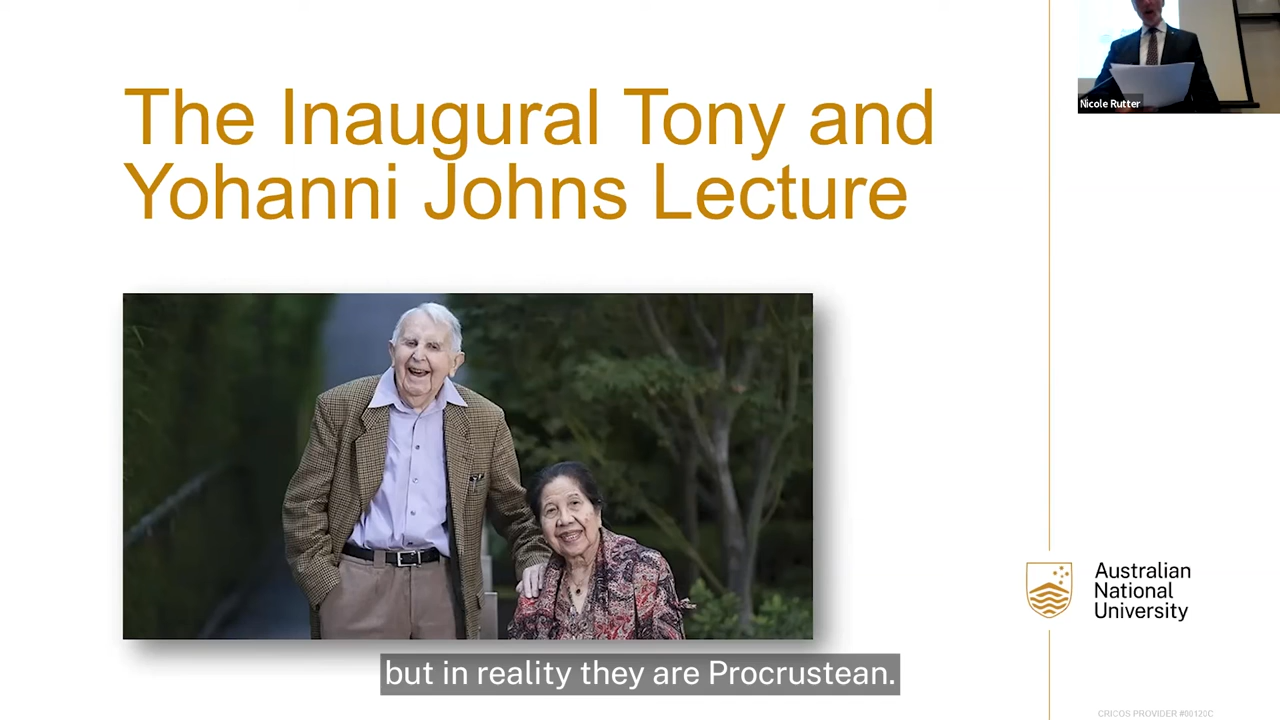 The Inaugural Tony and
Yohanni Johns Lecture
Nicole Rutter
Australian
National
University
but in reality they are Procrustean.
CRICOS PROVIDER #00120C